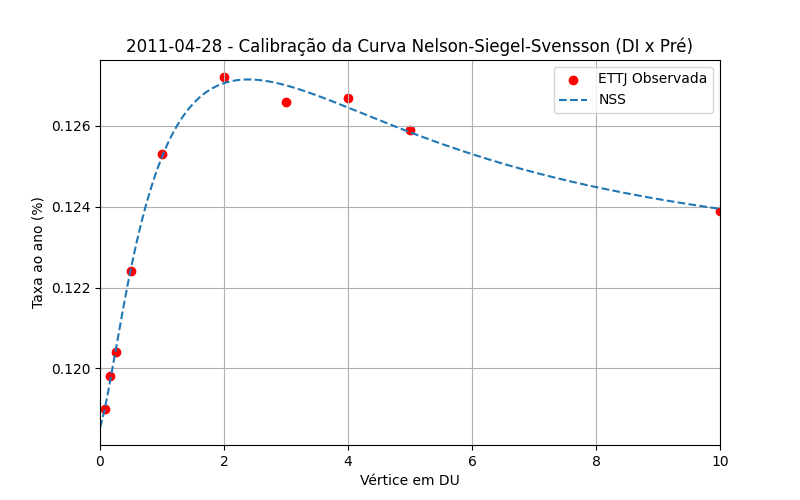 2011-04-28 - Calibração da Curva Nelson-Siegel-Svensson (DI x Pré)
ETTJ Observada
NSS
Taxa ao ano (%)
0.126
0.124
0.122
0.120
0 2 4 6 8 10
Vértice em DU